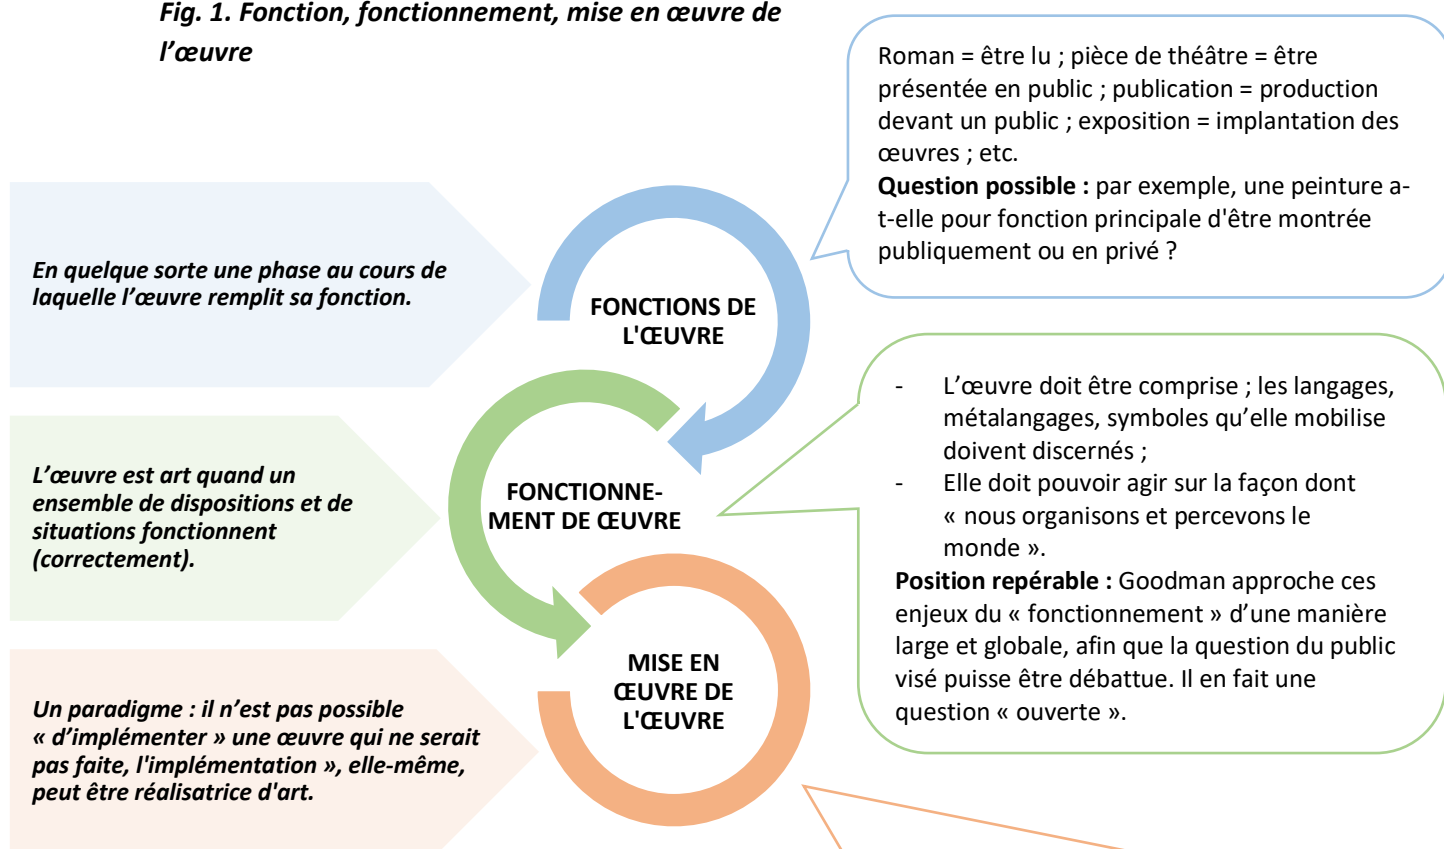 Fig. 1. Fonction, fonctionnement, mise en œuvre de
l’œuvre
Roman = être lu ; pièce de théâtre = être
présentée en public ; publication = production
devant un public ; exposition = implantation des
œuvres ; etc.
Question possible : par exemple, une peinture a-
t-elle pour fonction principale d'être montrée
publiquement ou en privé ?
En quelque sorte une phase au cours de
laquelle l’œuvre remplit sa fonction.
FONCTIONS DE
L'ŒUVRE
- L’œuvre doit être comprise ; les langages,
métalangages, symboles qu’elle mobilise
doivent discernés ;
- Elle doit pouvoir agir sur la façon dont
« nous organisons et percevons le
monde ».
Position repérable : Goodman approche ces
enjeux du « fonctionnement » d’une manière
large et globale, afin que la question du public
visé puisse être débattue. Il en fait une
question « ouverte ».
L’œuvre est art quand un
ensemble de dispositions et de
situations fonctionnent
(correctement).
FONCTIONNE-
MENT DE ŒUVRE
Un paradigme : il n’est pas possible
« d’implémenter » une œuvre qui ne serait
pas faite, l'implémentation », elle-même,
peut être réalisatrice d'art.
MISE EN
ŒUVRE DE
L'ŒUVRE